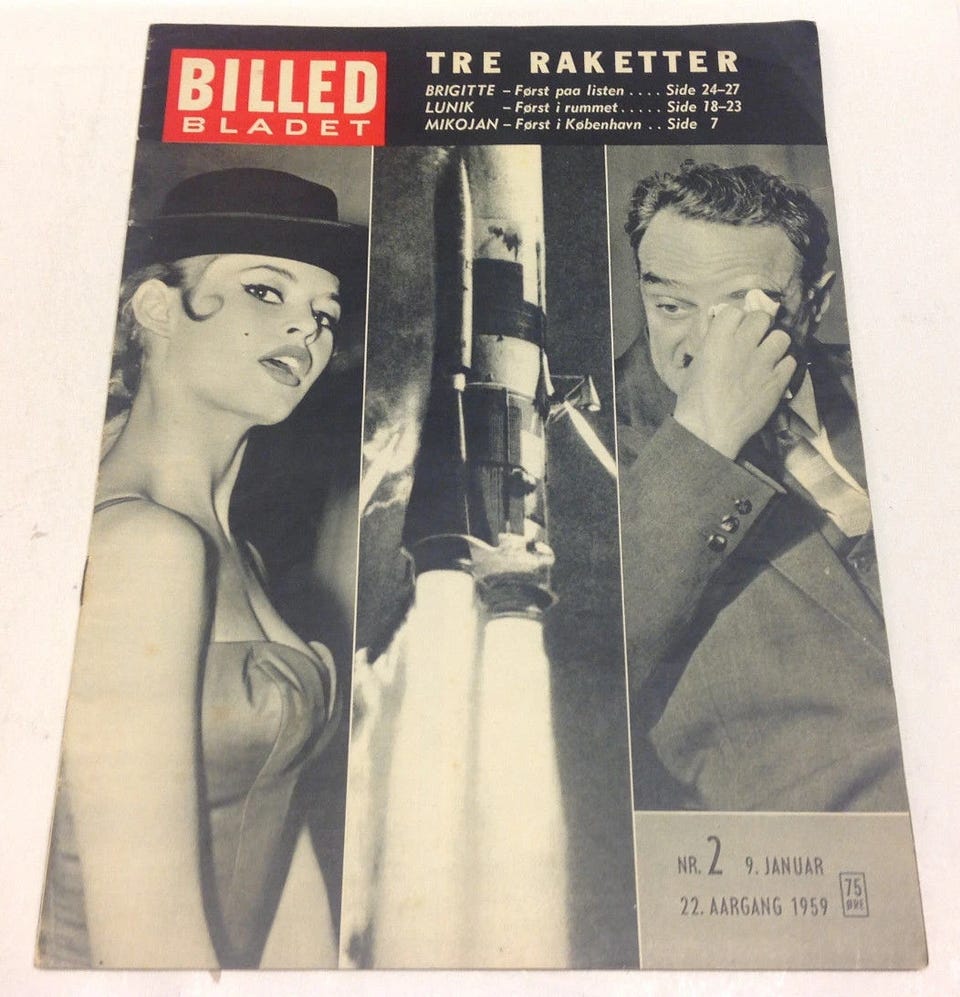 BILLED
BLADET
TRE RAKETTER
BRIGITTE – Først paa listen .... Side 24–27
LUNIK – Først i rummet..... Side 18–23
MIKOJAN – Først i København .. Side 7
NR. 2 9. JANUAR
22. AARGANG 1959
75
ØRE